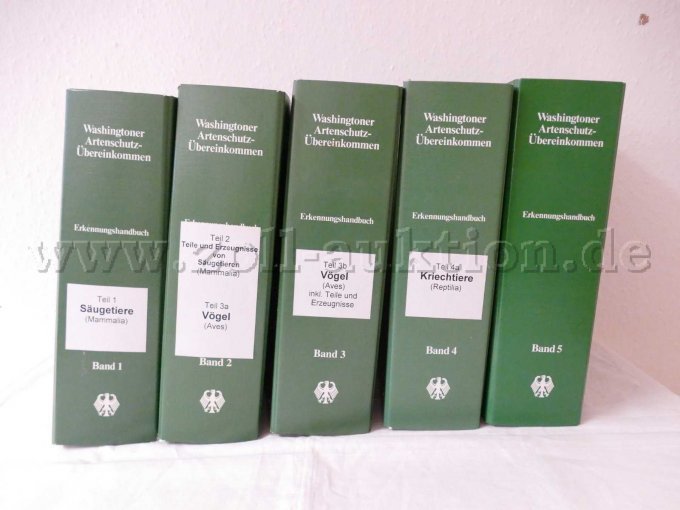 Washingtoner
Artenschutz-
Übereinkommen
Erkennungshandbuch
Teil 1
Säugetiere
(Mammalia)
Band 1
Washingtoner
Artenschutz-
Übereinkommen
Erkennungshandbuch
Teil 2
Teile und Erzeugnisse
von
Säugetieren
(Mammalia)
Teil 3a
Vögel
(Aves)
Band 2
Washingtoner
Artenschutz-
Übereinkommen
Erkennungshandbuch
Teil 3b
Vögel
(Aves)
inkl. Teile und
Erzeugnisse
Band 3
Washingtoner
Artenschutz-
Übereinkommen
Erkennungshandbuch
Teil 4a
Kriechtiere
(Reptilia)
Band 4
Washingtoner
Artenschutz-
Übereinkommen
Erkennungshandbuch
Band 5
www.zoll-auktion.de